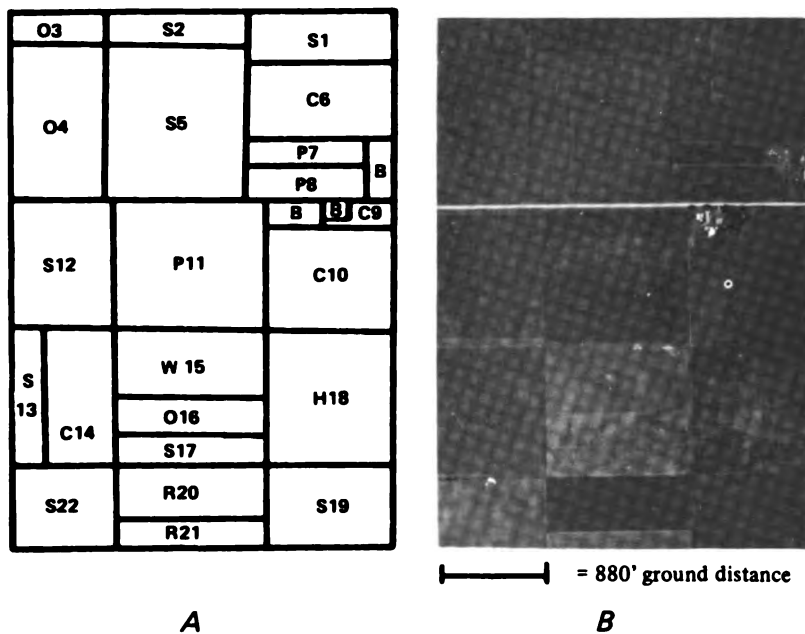 O3 S2 S1
O4 S5 C6
P7
P8 B
B B C9
S12 P11 C10
S 13 C14 W 15 H18
O16
S17
S22 R20 S19
R21
= 880' ground distance
A B